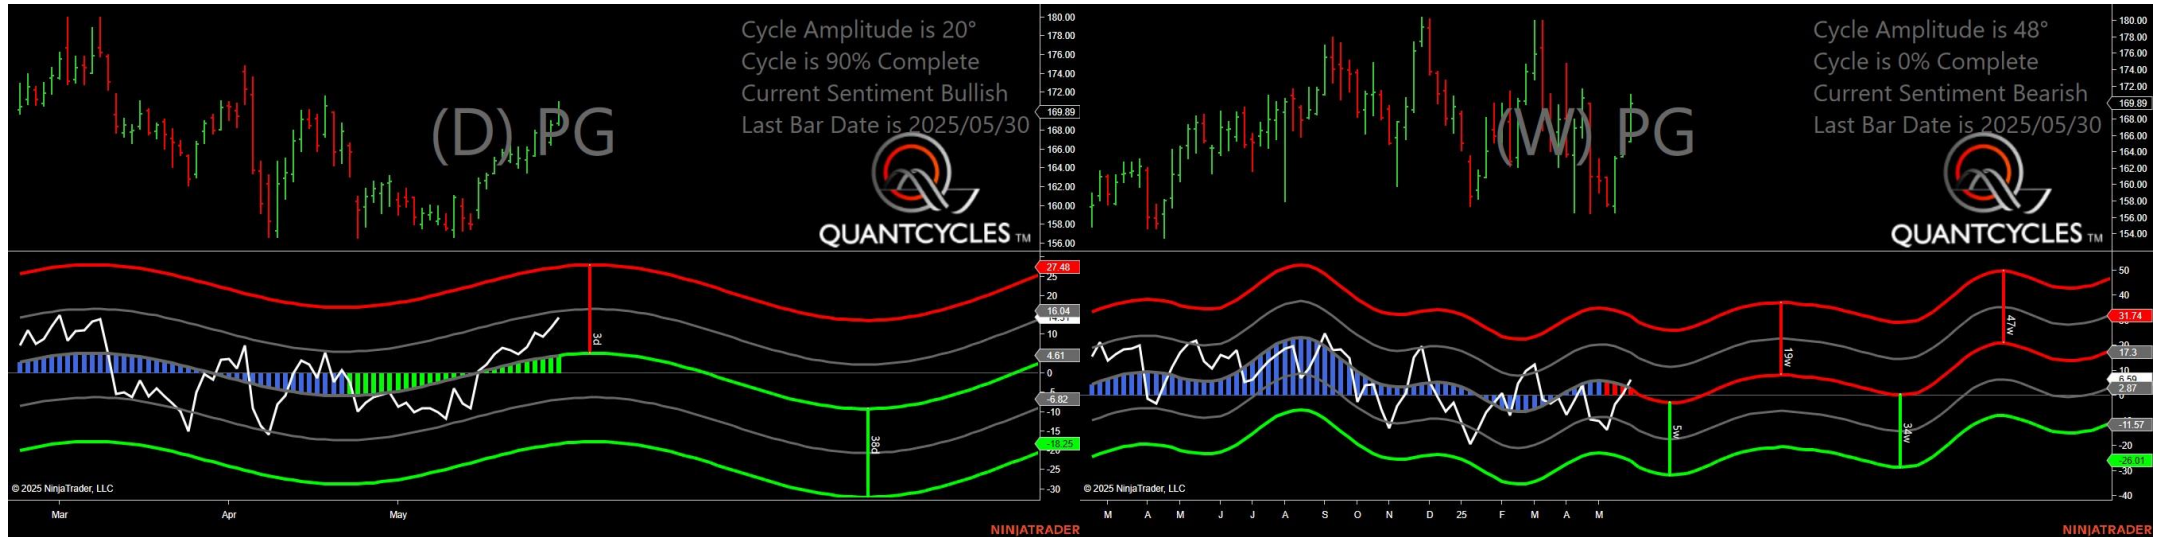 Cycle Amplitude is 20°
Cycle is 90% Complete
Current Sentiment Bullish
Last Bar Date is 2025/05/30
(D) PG
QUANTCYCLES TM
180.00
178.00
176.00
174.00
172.00
169.89
168.00
166.00
164.00
162.00
160.00
158.00
156.00
27.48
25
20
16.04
10
4.61
0
-5
-6.82
-10
-15
-18.25
-20
-25
-30
3d
38d
© 2025 NinjaTrader, LLC
Mar Apr May
NINJATRADER
Cycle Amplitude is 48°
Cycle is 0% Complete
Current Sentiment Bearish
Last Bar Date is 2025/05/30
(W) PG
QUANTCYCLES TM
180.00
178.00
176.00
174.00
172.00
169.89
168.00
166.00
164.00
162.00
160.00
158.00
156.00
154.00
50
40
31.74
20
17.3
10
6.59
2.87
0
-11.57
-20
-26.01
-30
-40
5w
19w
34w
47w
© 2025 NinjaTrader, LLC
M A M J J A S O N D 25 F M A M
NINJATRADER